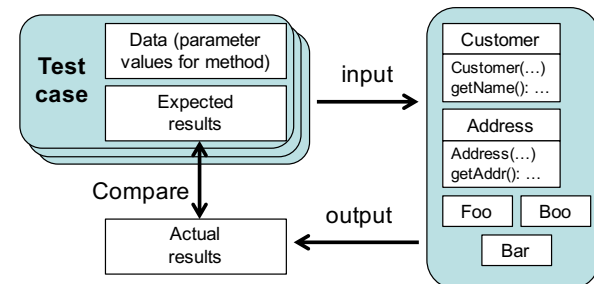 Test
case
Data (parameter
values for method)
Expected
results
Compare
Actual
results
input
output
Customer
Customer(…)
getName(): …
Address
Address(…)
getAddr(): …
Foo
Boo
Bar